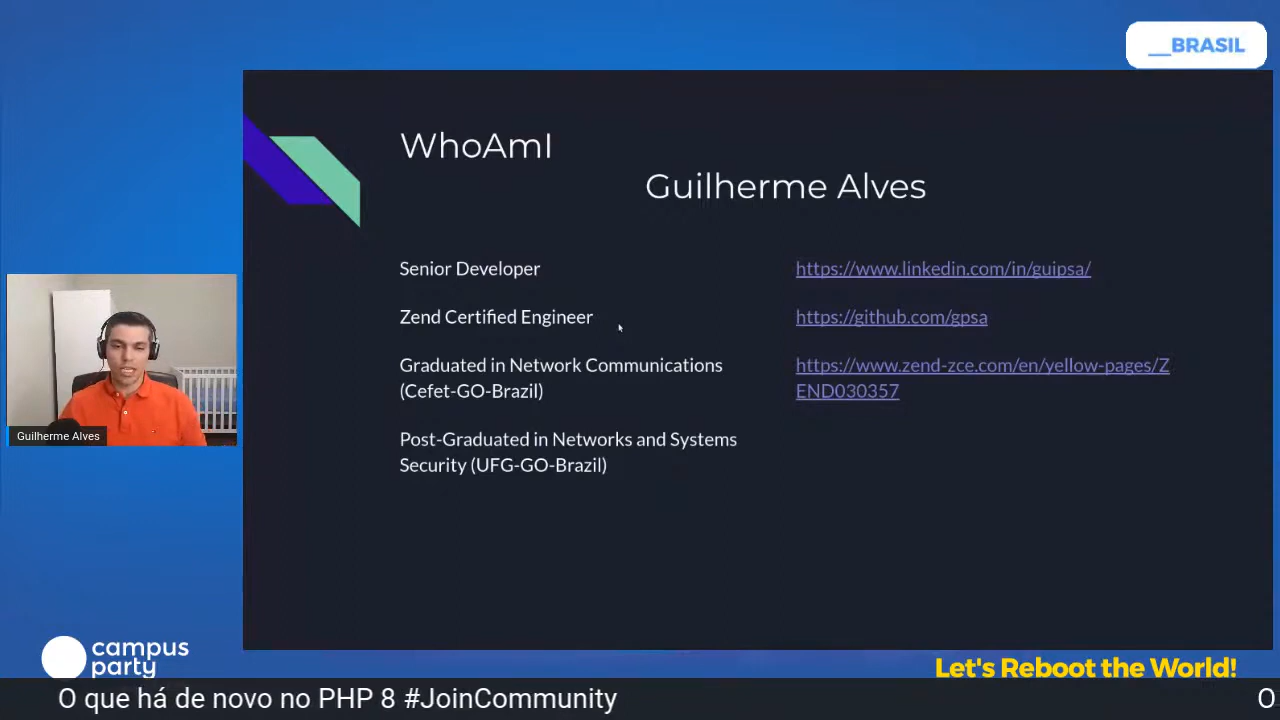 __BRASIL
WhoAmI
Guilherme Alves
Senior Developer
Zend Certified Engineer
Graduated in Network Communications
(Cefet-GO-Brazil)
Post-Graduated in Networks and Systems
Security (UFG-GO-Brazil)
https://www.linkedin.com/in/guipsa/
https://github.com/gpsa
https://www.zend-zce.com/en/yellow-pages/Z
END030357
Guilherme Alves
campus
party
Let's Reboot the World!
O que há de novo no PHP 8 #JoinCommunity
O